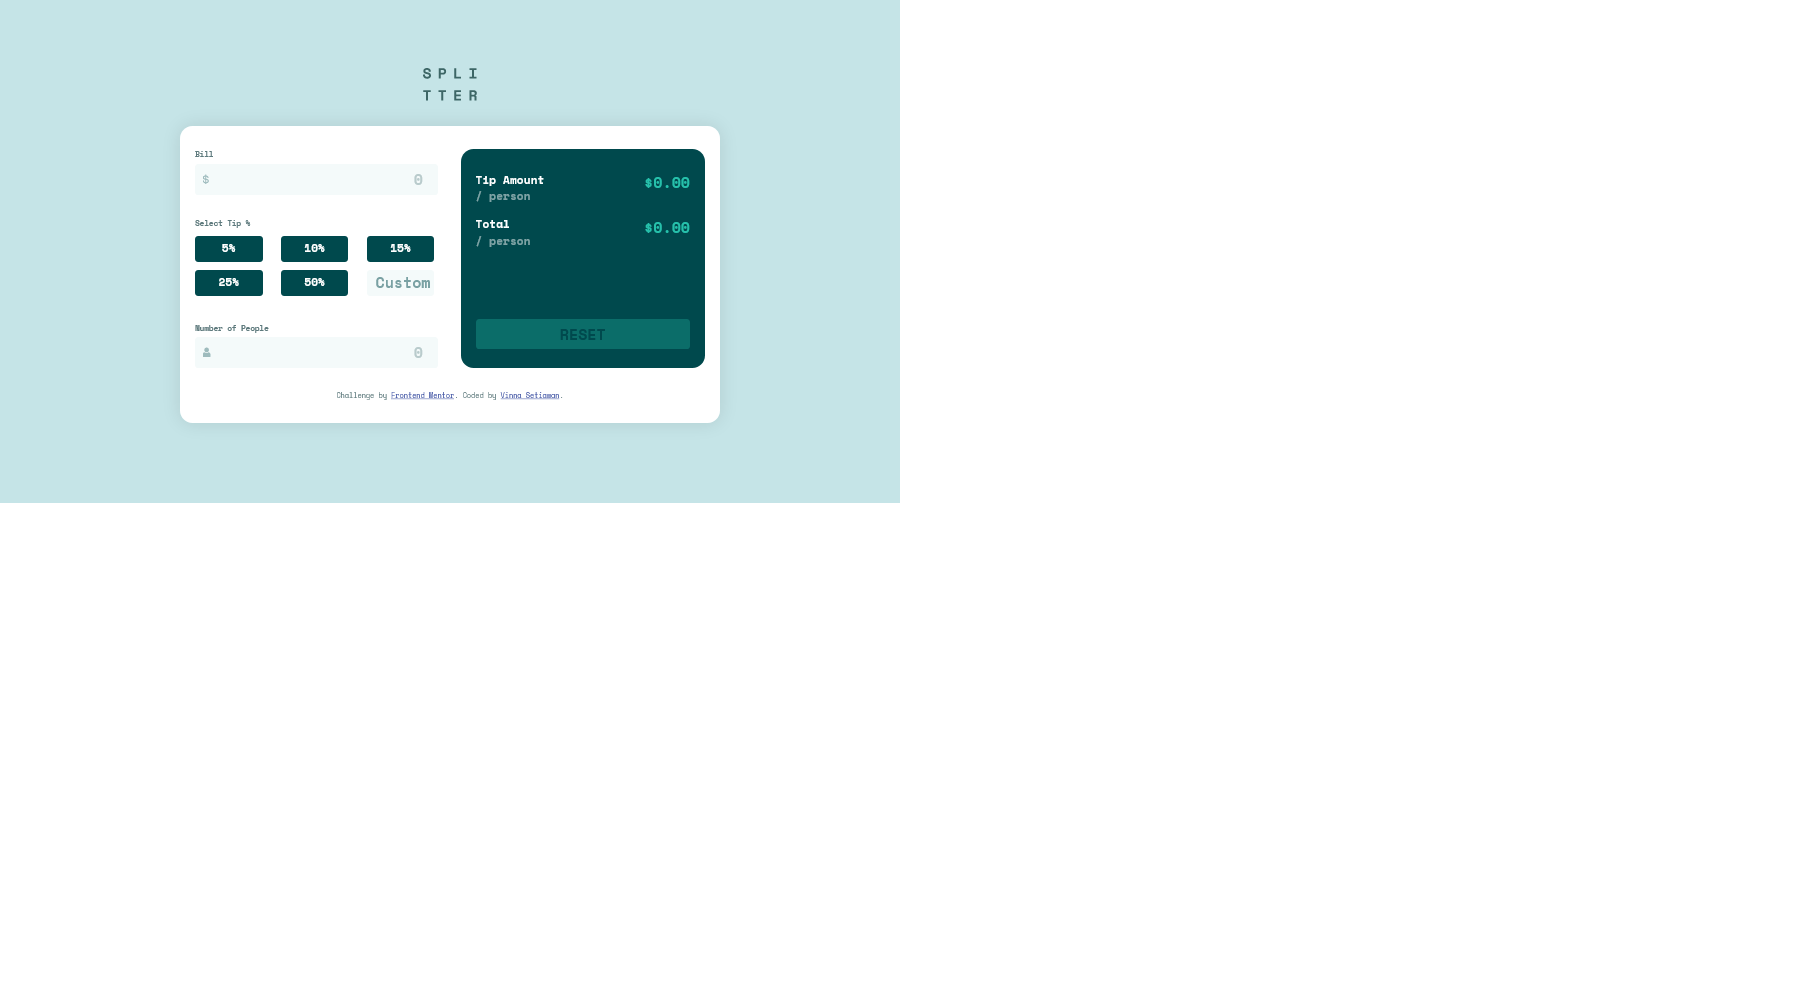 SPLI
TTER
Bill
$ 0
Select Tip %
5% 10% 15%
25% 50% Custom
Number of People
0
Tip Amount $0.00
/ person
Total $0.00
/ person
RESET
Challenge by Frontend Mentor. Coded by Vinna Setiawan.